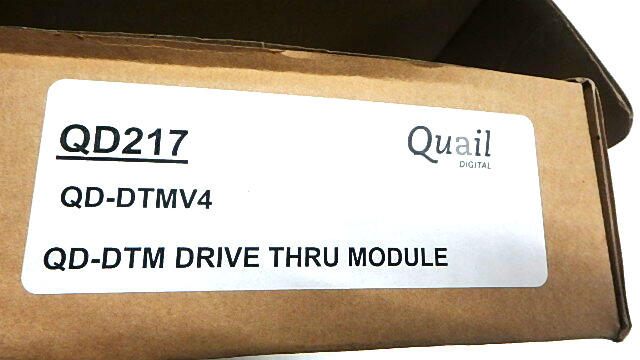 QD217
Quail
DIGITAL
QD-DTMV4
QD-DTM DRIVE THRU MODULE